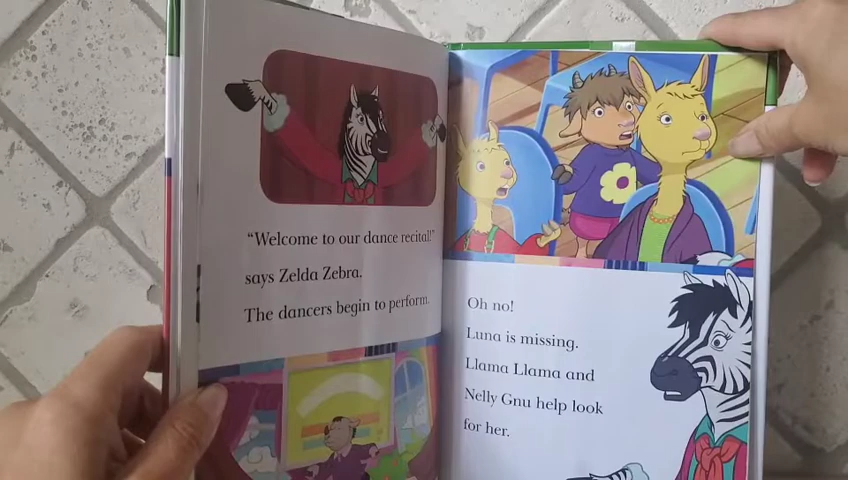 “Welcome to our dance recital!”
says Zelda Zebra.
The dancers begin to perform.
Oh no!
Luna is missing.
Llama Llama and
Nelly Gnu help look
for her.